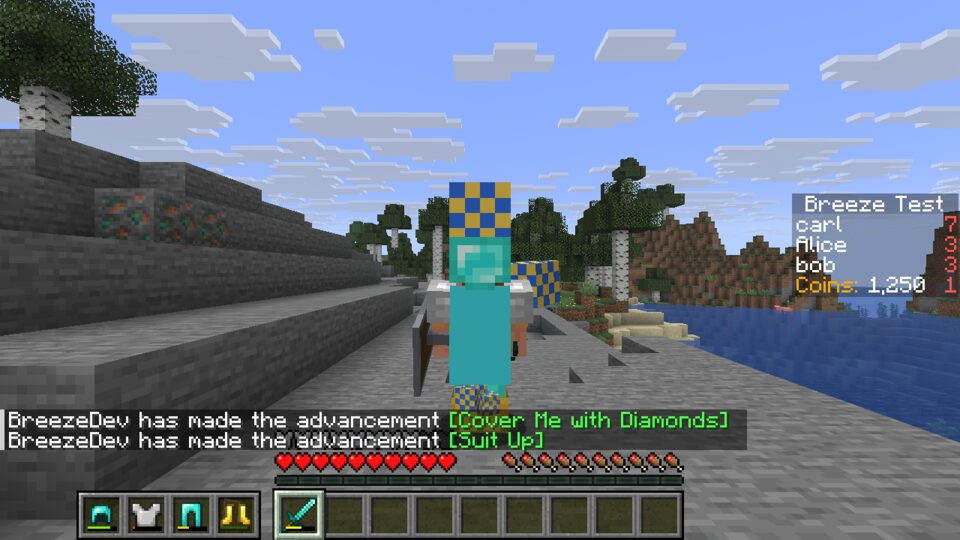 Breeze Test
carl 7
Alice 3
bob 3
Coins: 1,250 1
BreezeDev has made the advancement [Cover Me with Diamonds]
BreezeDev has made the advancement [Suit Up]